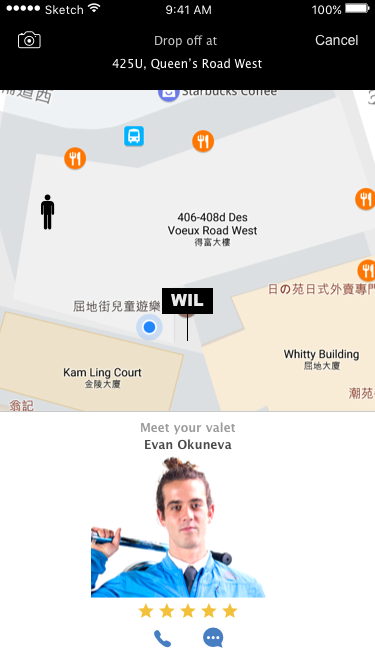 Sketch
9:41 AM
100%
Drop off at
Cancel
425U, Queen's Road West
道西
Starbucks Coffee
406-408d Des
Voeux Road West
得富大樓
日の苑日式外賣專門
屈地街兒童遊樂
WIL
Whitty Building
屈地大廈
Kam Ling Court
金陵大廈
潮苑
翁記
Meet your valet
Evan Okuneva